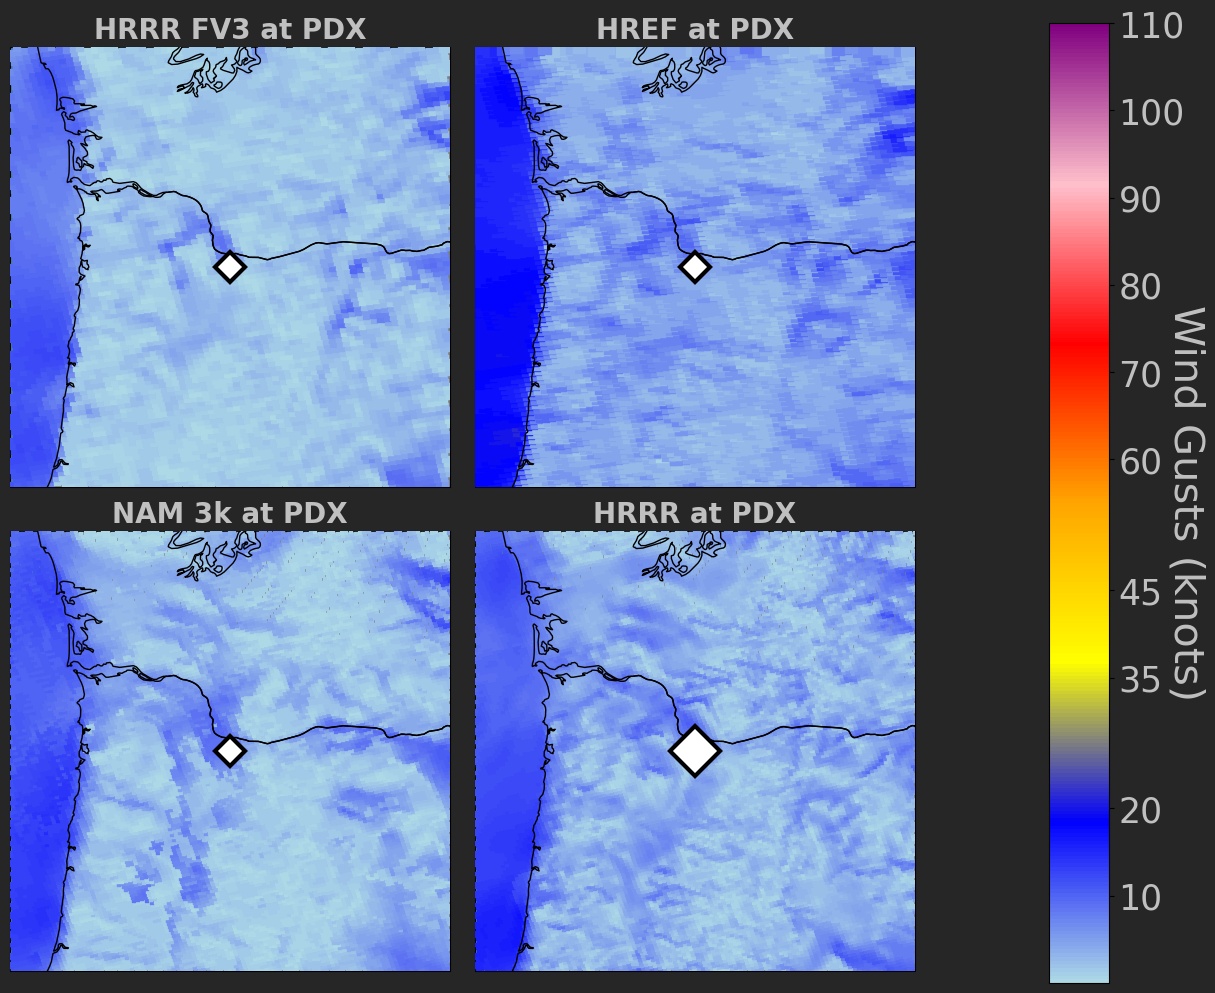 HRRR FV3 at PDX
HREF at PDX
NAM 3k at PDX
HRRR at PDX
110
100
90
80
70
60
45
35
20
10
Wind Gusts (knots)